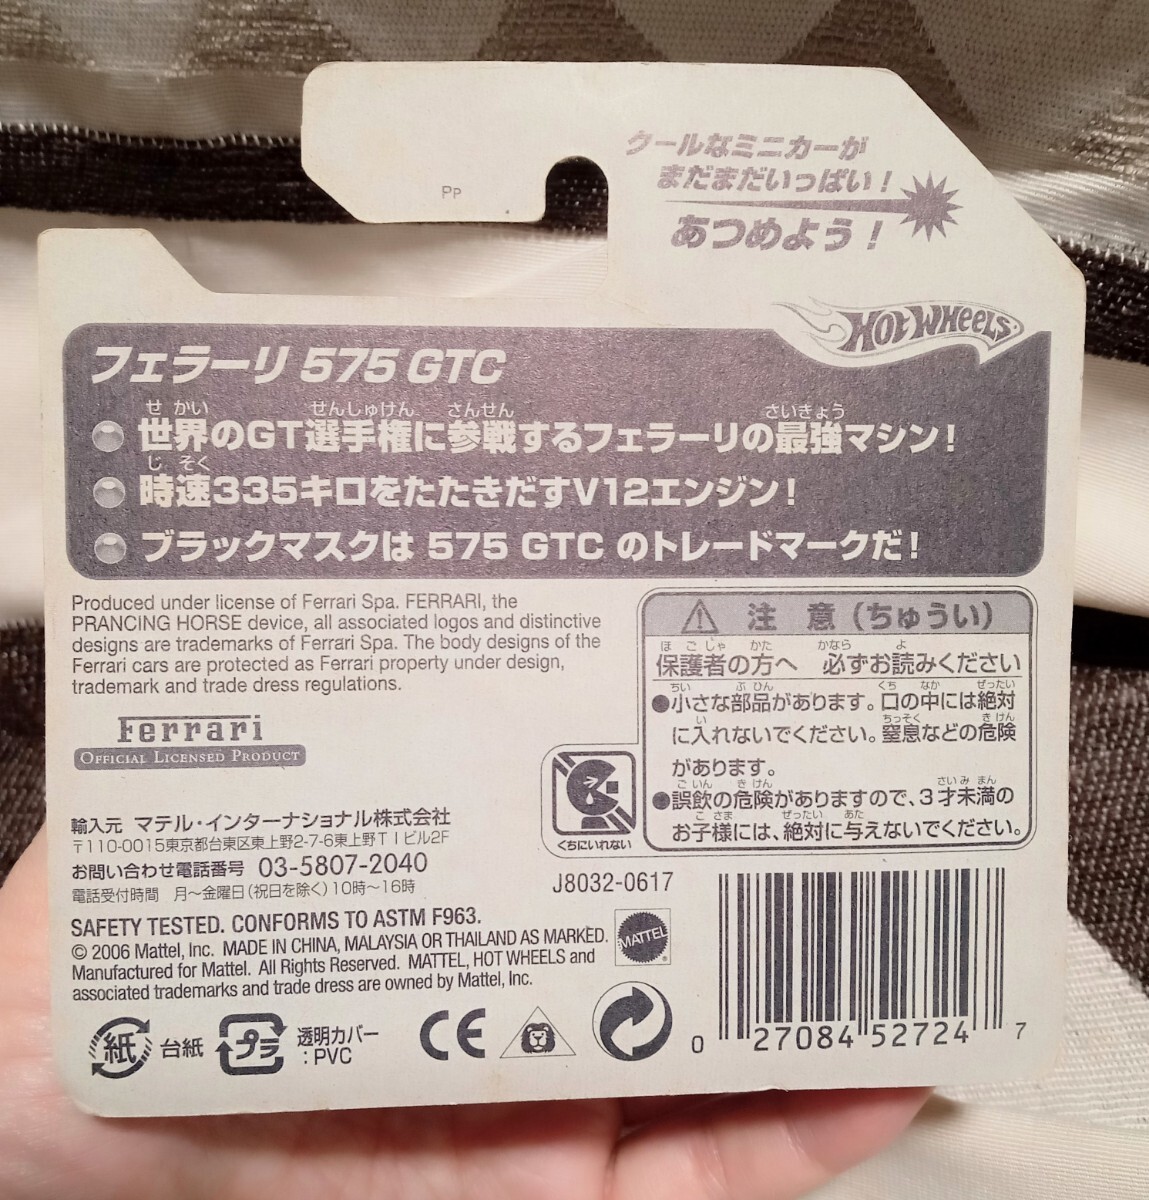 Pp
クールなミニカーが
まだまだいっぱい！
あつめよう！
HOT WHEELS
フェラーリ 575 GTC
せ かい せんしゅけん さんせん さいきょう
世界のGT選手権に参戦するフェラーリの最強マシン！
じ そく
時速335キロをたたきだすV12エンジン！
ブラックマスクは 575 GTC のトレードマークだ！
Produced under license of Ferrari Spa. FERRARI, the
PRANCING HORSE device, all associated logos and distinctive
designs are trademarks of Ferrari Spa. The body designs of the
Ferrari cars are protected as Ferrari property under design,
trademark and trade dress regulations.
Ferrari
OFFICIAL LICENSED PRODUCT
注 意（ちゅうい）
ほ ご しゃ かた かなら よ
保護者の方へ 必ずお読みください
ちい ぶ ひん くち なか ぜったい
●小さな部品があります。口の中には絶対
い ちっそく き けん
に入れないでください。窒息などの危険
があります。
ご いん き けん さい み まん
●誤飲の危険がありますので、3才未満の
こ さま ぜったい あた
お子様には、絶対に与えないでください。
くちにいれない
輸入元 マテル・インターナショナル株式会社
〒110-0015東京都台東区東上野2-7-6東上野TIビル2F
お問い合わせ電話番号 03-5807-2040
電話受付時間 月～金曜日（祝日を除く）10時～16時
J8032-0617
SAFETY TESTED. CONFORMS TO ASTM F963.
© 2006 Mattel, Inc. MADE IN CHINA, MALAYSIA OR THAILAND AS MARKED.
Manufactured for Mattel. All Rights Reserved. MATTEL, HOT WHEELS and
associated trademarks and trade dress are owned by Mattel, Inc.
MATTEL
紙 台紙
プラ 透明カバー
：PVC
CE
0 27084 52724 7